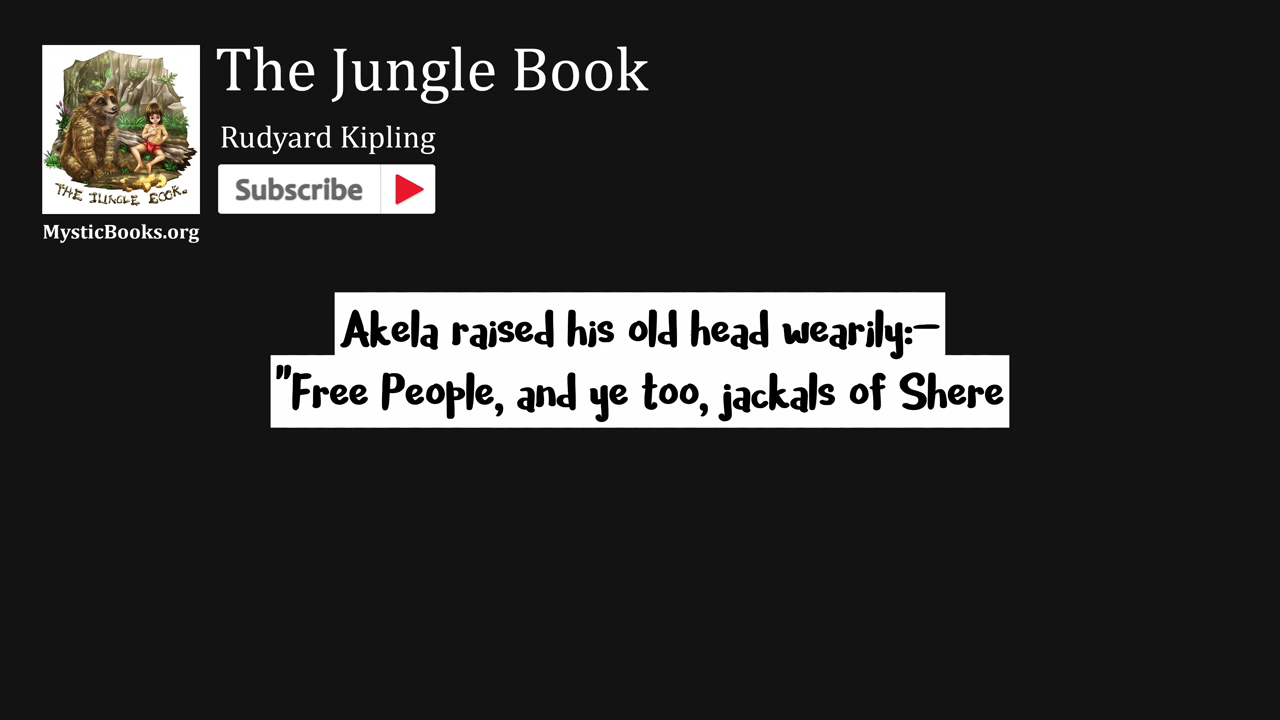 The Jungle Book
Rudyard Kipling
Subscribe
THE JUNGLE BOOK.
MysticBooks.org
Akela raised his old head wearily:—
"Free People, and ye too, jackals of Shere